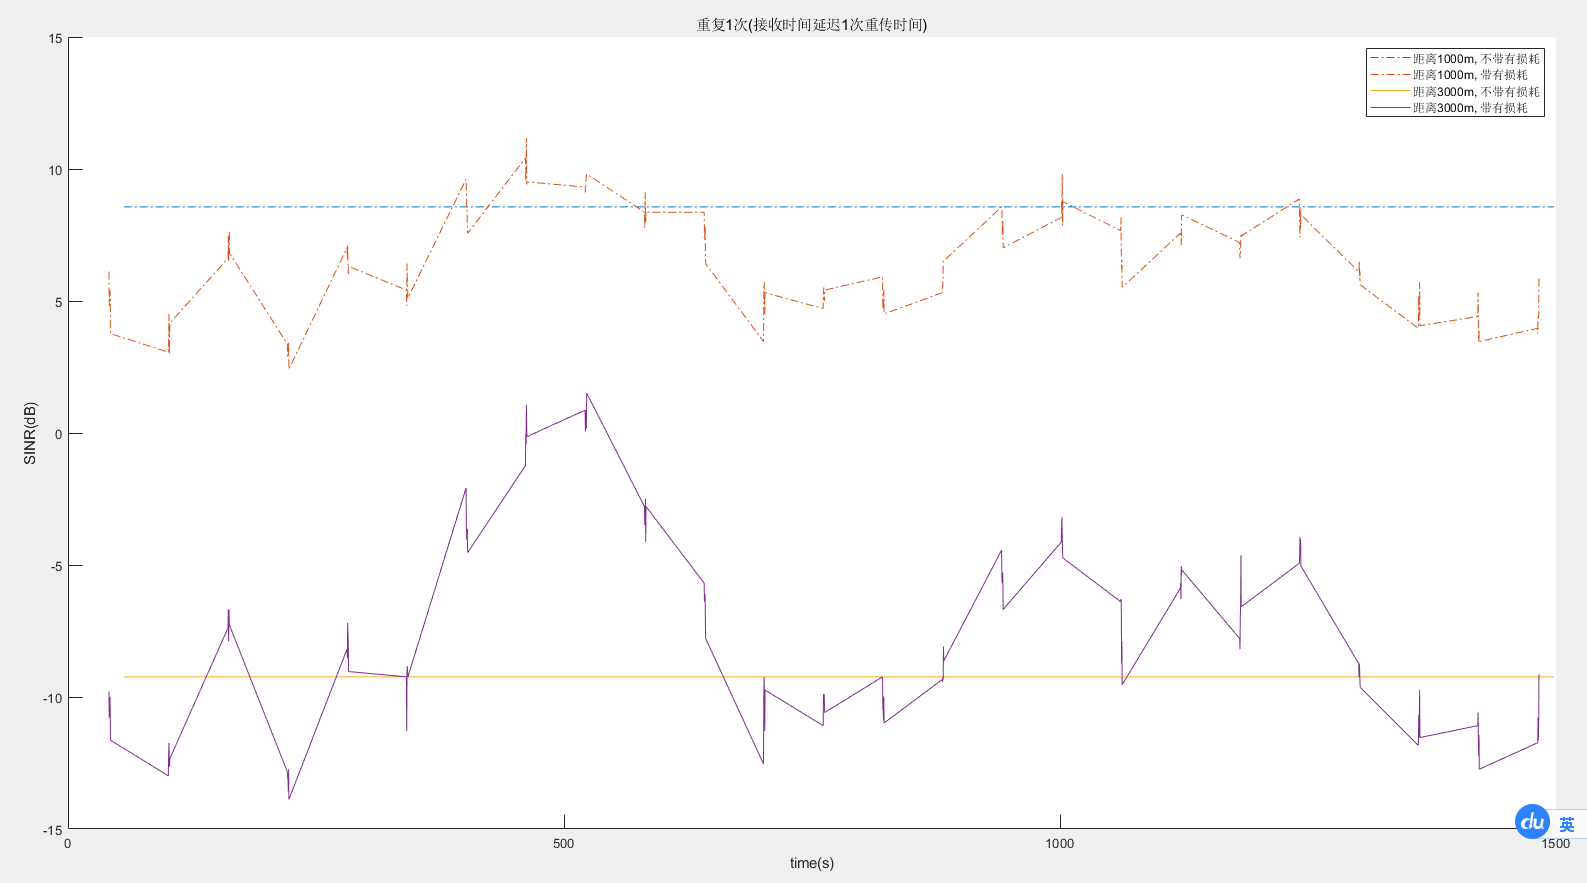 重复1次(接收时间延迟1次重传时间)
15
10
5
0
-5
-10
-15
SINR(dB)
距离1000m, 不带有损耗
距离1000m, 带有损耗
距离3000m, 不带有损耗
距离3000m, 带有损耗
0
500
1000
1500
time(s)
du
英